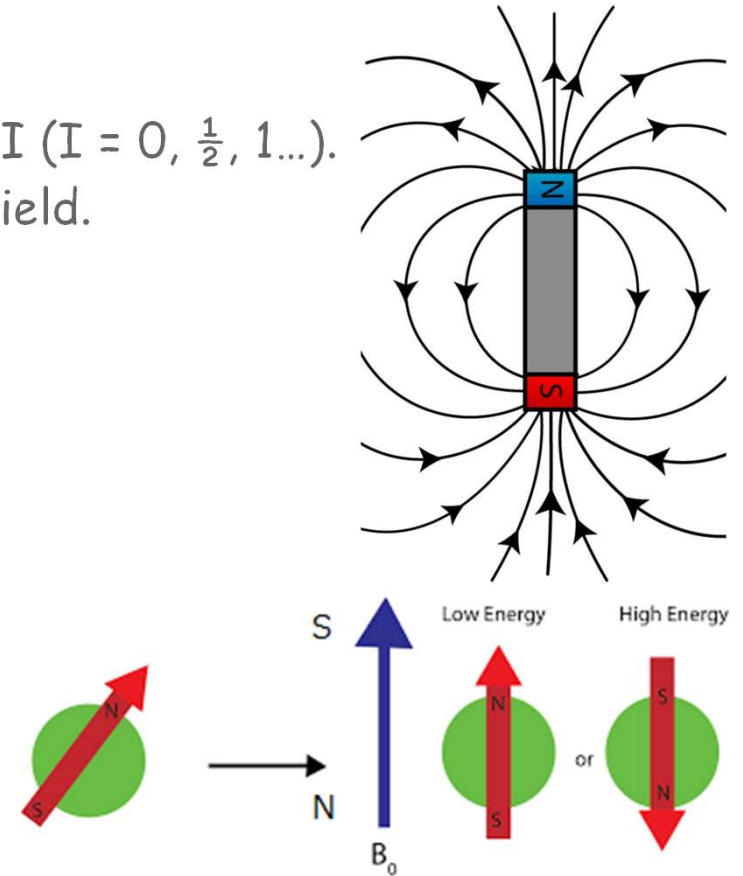 I (I = 0, ½, 1...).
ield.
N
S
S
Low Energy
High Energy
N
N
S
S
or
S
N
N
B₀